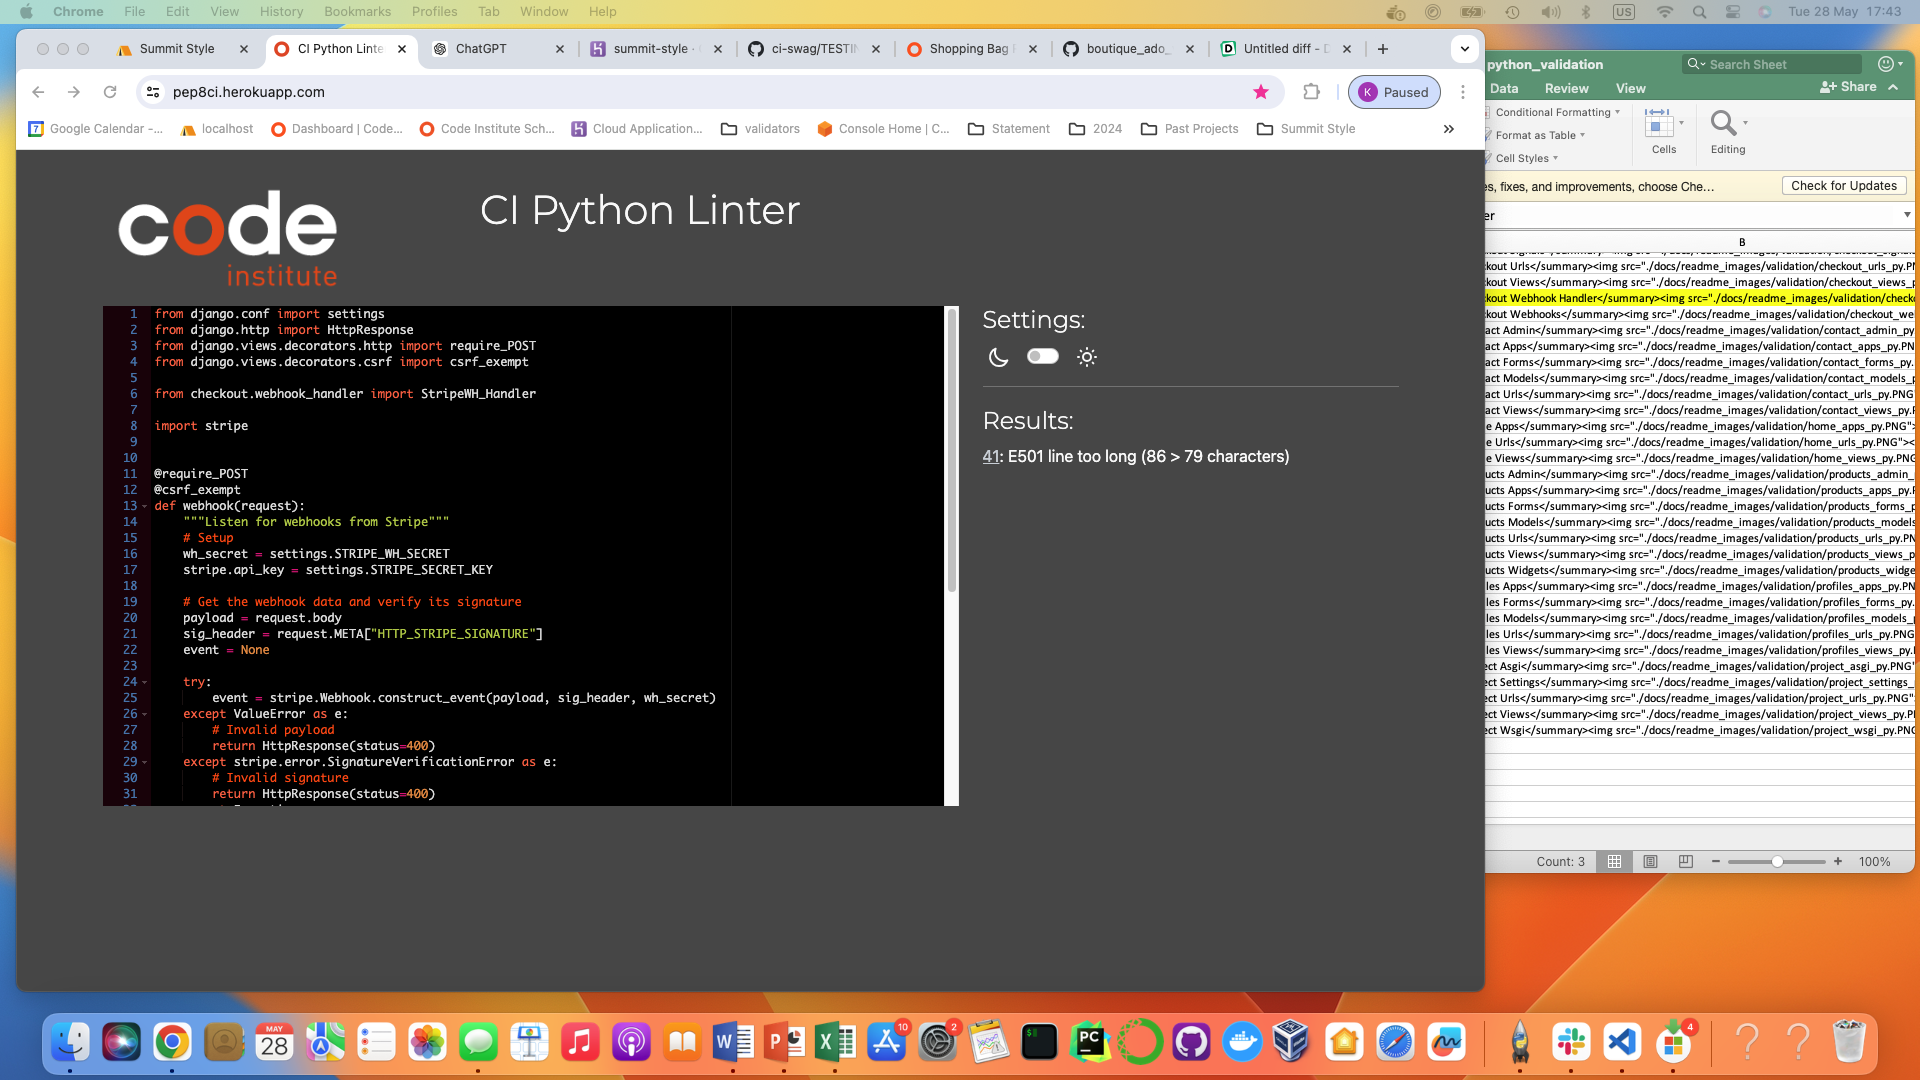 Chrome File Edit View History Bookmarks Profiles Tab Window Help US Tue 28 May 17:43
Summit Style CI Python Linte ChatGPT summit-style · ci-swag/TESTIN Shopping Bag boutique_ado_ Untitled diff - D
pep8ci.herokuapp.com K Paused
7 Google Calendar -... localhost Dashboard | Code... Code Institute Sch... Cloud Application... validators Console Home | C... Statement 2024 Past Projects Summit Style »
code
institute
CI Python Linter
1 from django.conf import settings
2 from django.http import HttpResponse
3 from django.views.decorators.http import require_POST
4 from django.views.decorators.csrf import csrf_exempt
5
6 from checkout.webhook_handler import StripeWH_Handler
7
8 import stripe
9
10
11 @require_POST
12 @csrf_exempt
13 def webhook(request):
14 """Listen for webhooks from Stripe"""
15 # Setup
16 wh_secret = settings.STRIPE_WH_SECRET
17 stripe.api_key = settings.STRIPE_SECRET_KEY
18
19 # Get the webhook data and verify its signature
20 payload = request.body
21 sig_header = request.META["HTTP_STRIPE_SIGNATURE"]
22 event = None
23
24 try:
25 event = stripe.Webhook.construct_event(payload, sig_header, wh_secret)
26 except ValueError as e:
27 # Invalid payload
28 return HttpResponse(status=400)
29 except stripe.error.SignatureVerificationError as e:
30 # Invalid signature
31 return HttpResponse(status=400)
Settings:
Results:
41: E501 line too long (86 > 79 characters)
python_validation Search Sheet
Data Review View Share
Conditional Formatting
Format as Table
Cell Styles
Cells
Editing
es, fixes, and improvements, choose Che... Check for Updates
er
B
kout Urls</summary><img src="./docs/readme_images/validation/checkout_urls_py.PN
kout Views</summary><img src="./docs/readme_images/validation/checkout_views_p
kout Webhook Handler</summary><img src="./docs/readme_images/validation/checko
kout Webhooks</summary><img src="./docs/readme_images/validation/checkout_we
act Admin</summary><img src="./docs/readme_images/validation/contact_admin_py
act Apps</summary><img src="./docs/readme_images/validation/contact_apps_py.PN
act Forms</summary><img src="./docs/readme_images/validation/contact_forms_py.
act Models</summary><img src="./docs/readme_images/validation/contact_models_p
act Urls</summary><img src="./docs/readme_images/validation/contact_urls_py.PNG"
act Views</summary><img src="./docs/readme_images/validation/contact_views_py.PN
e Apps</summary><img src="./docs/readme_images/validation/home_apps_py.PNG"><
e Urls</summary><img src="./docs/readme_images/validation/home_urls_py.PNG"><
e Views</summary><img src="./docs/readme_images/validation/home_views_py.PNG
ucts Admin</summary><img src="./docs/readme_images/validation/products_admin_
ucts Apps</summary><img src="./docs/readme_images/validation/products_apps_py.P
ucts Forms</summary><img src="./docs/readme_images/validation/products_forms_p
ucts Models</summary><img src="./docs/readme_images/validation/products_models
ucts Urls</summary><img src="./docs/readme_images/validation/products_urls_py.PN
ucts Views</summary><img src="./docs/readme_images/validation/products_views_p
ucts Widgets</summary><img src="./docs/readme_images/validation/products_widge
les Apps</summary><img src="./docs/readme_images/validation/profiles_apps_py.PN
les Forms</summary><img src="./docs/readme_images/validation/profiles_forms_py.
les Models</summary><img src="./docs/readme_images/validation/profiles_models_
les Urls</summary><img src="./docs/readme_images/validation/profiles_urls_py.PNG
les Views</summary><img src="./docs/readme_images/validation/profiles_views_py.
ect Asgi</summary><img src="./docs/readme_images/validation/project_asgi_py.PNG"
ect Settings</summary><img src="./docs/readme_images/validation/project_settings_
ect Urls</summary><img src="./docs/readme_images/validation/project_urls_py.PNG"
ect Views</summary><img src="./docs/readme_images/validation/project_views_py.P
ect Wsgi</summary><img src="./docs/readme_images/validation/project_wsgi_py.PNG
Count: 3 100%
MAY 28 W P X 10 2 PC 4